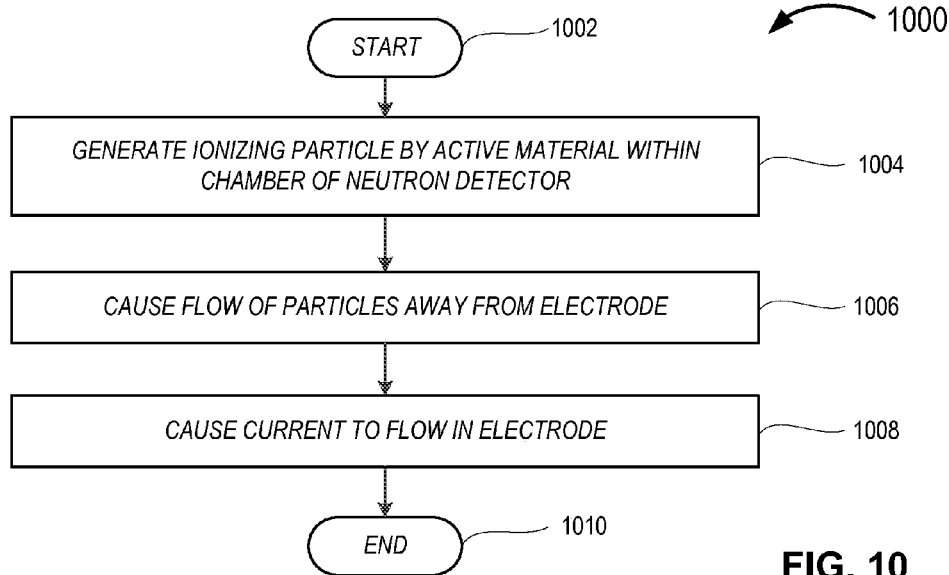 1000
START
1002
GENERATE IONIZING PARTICLE BY ACTIVE MATERIAL WITHIN
CHAMBER OF NEUTRON DETECTOR
1004
CAUSE FLOW OF PARTICLES AWAY FROM ELECTRODE
1006
CAUSE CURRENT TO FLOW IN ELECTRODE
1008
END
1010
FIG. 10